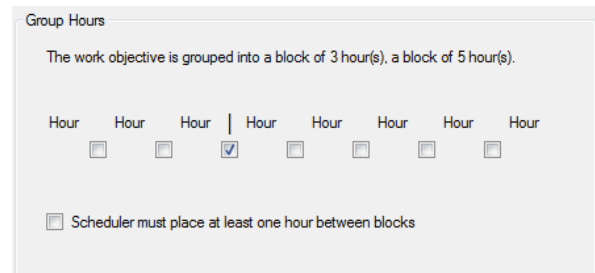 Group Hours
The work objective is grouped into a block of 3 hour(s), a block of 5 hour(s).
Hour Hour Hour | Hour Hour Hour Hour Hour
Scheduler must place at least one hour between blocks